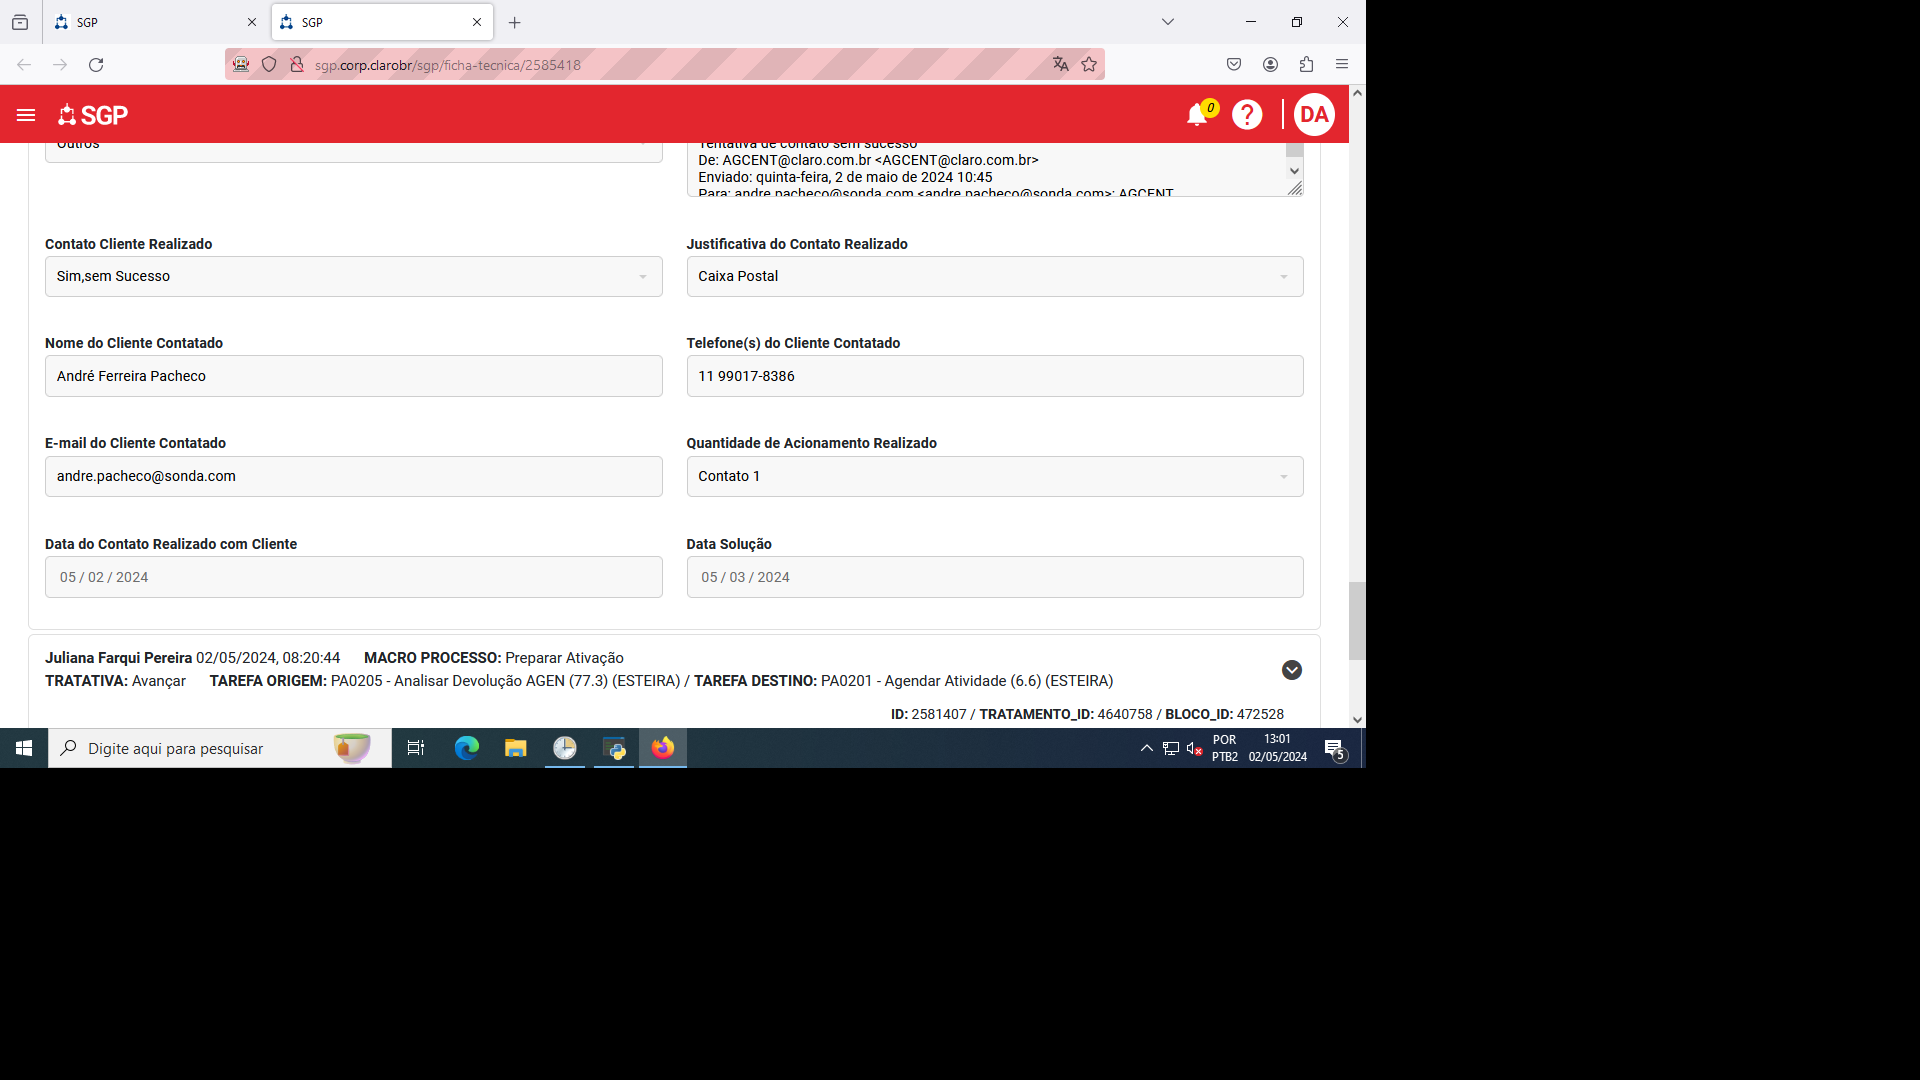 SGP
SGP
sgp.corp.clarobr/sgp/ficha-tecnica/2585418
SGP
0
?
DA
Outros
Tentativa de contato sem sucesso
De: AGCENT@claro.com.br <AGCENT@claro.com.br>
Enviado: quinta-feira, 2 de maio de 2024 10:45
Para: andre.pacheco@sonda.com <andre.pacheco@sonda.com>; AGCENT
Contato Cliente Realizado
Justificativa do Contato Realizado
Sim,sem Sucesso
Caixa Postal
Nome do Cliente Contatado
Telefone(s) do Cliente Contatado
André Ferreira Pacheco
11 99017-8386
E-mail do Cliente Contatado
Quantidade de Acionamento Realizado
andre.pacheco@sonda.com
Contato 1
Data do Contato Realizado com Cliente
Data Solução
05 / 02 / 2024
05 / 03 / 2024
Juliana Farqui Pereira 02/05/2024, 08:20:44 MACRO PROCESSO: Preparar Ativação
TRATATIVA: Avançar TAREFA ORIGEM: PA0205 - Analisar Devolução AGEN (77.3) (ESTEIRA) / TAREFA DESTINO: PA0201 - Agendar Atividade (6.6) (ESTEIRA)
ID: 2581407 / TRATAMENTO_ID: 4640758 / BLOCO_ID: 472528
Digite aqui para pesquisar
POR
PTB2
13:01
02/05/2024
5